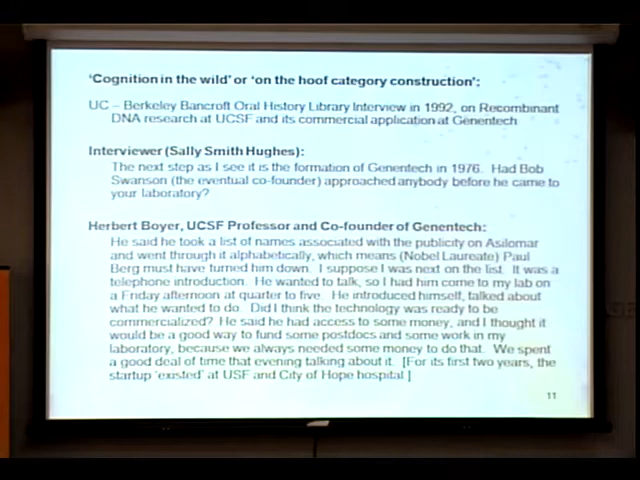 ‘Cognition in the wild’ or ‘on the hoof category construction’:
UC – Berkeley Bancroft Oral History Library Interview in 1992, on Recombinant
DNA research at UCSF and its commercial application at Genentech
Interviewer (Sally Smith Hughes):
The next step as I see it is the formation of Genentech in 1976. Had Bob
Swanson (the eventual co-founder) approached anybody before he came to
your laboratory?
Herbert Boyer, UCSF Professor and Co-founder of Genentech:
He said he took a list of names associated with the publicity on Asilomar
and went through it alphabetically, which means (Nobel Laureate) Paul
Berg must have turned him down. I suppose I was next on the list. It was a
telephone introduction. He wanted to talk, so I had him come to my lab on
a Friday afternoon at quarter to five. He introduced himself, talked about
what he wanted to do. Did I think the technology was ready to be
commercialized? He said he had access to some money, and I thought it
would be a good way to fund some postdocs and some work in my
laboratory, because we always needed some money to do that. We spent
a good deal of time that evening talking about it. [For its first two years, the
startup ‘existed’ at USF and City of Hope hospital.]
11